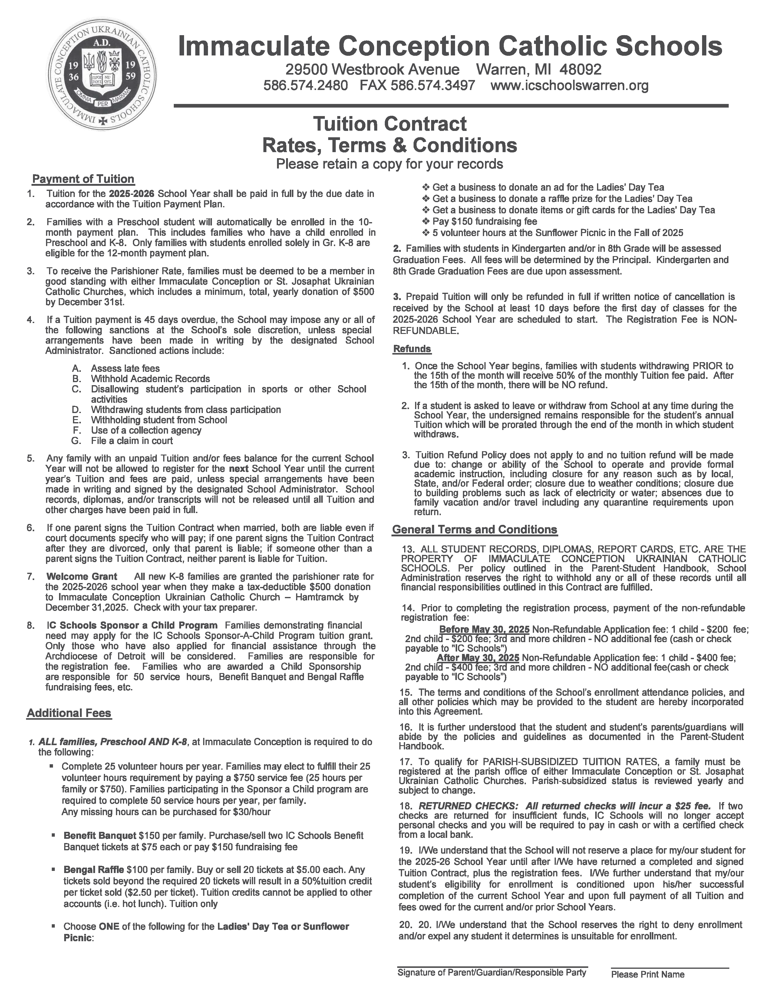 IMMACULATE CONCEPTION UKRAINIAN CATHOLIC SCHOOLS
A.D.
19 19
36 59
ΠΡΟΣ ΝΕ·
ΤΟΥΣ ΟΥΣ
OMNIA PER MARIAM
Immaculate Conception Catholic Schools
29500 Westbrook Avenue Warren, MI 48092
586.574.2480 FAX 586.574.3497 www.icschoolswarren.org
Tuition Contract
Rates, Terms & Conditions
Please retain a copy for your records
Payment of Tuition
1. Tuition for the 2025-2026 School Year shall be paid in full by the due date in
accordance with the Tuition Payment Plan.
2. Families with a Preschool student will automatically be enrolled in the 10-
month payment plan. This includes families who have a child enrolled in
Preschool and K-8. Only families with students enrolled solely in Gr. K-8 are
eligible for the 12-month payment plan.
3. To receive the Parishioner Rate, families must be deemed to be a member in
good standing with either Immaculate Conception or St. Josaphat Ukrainian
Catholic Churches, which includes a minimum, total, yearly donation of $500
by December 31st.
4. If a Tuition payment is 45 days overdue, the School may impose any or all of
the following sanctions at the School's sole discretion, unless special
arrangements have been made in writing by the designated School
Administrator. Sanctioned actions include:
A. Assess late fees
B. Withhold Academic Records
C. Disallowing student's participation in sports or other School
activities
D. Withdrawing students from class participation
E. Withholding student from School
F. Use of a collection agency
G. File a claim in court
5. Any family with an unpaid Tuition and/or fees balance for the current School
Year will not be allowed to register for the next School Year until the current
year's Tuition and fees are paid, unless special arrangements have been
made in writing and signed by the designated School Administrator. School
records, diplomas, and/or transcripts will not be released until all Tuition and
other charges have been paid in full.
6. If one parent signs the Tuition Contract when married, both are liable even if
court documents specify who will pay; if one parent signs the Tuition Contract
after they are divorced, only that parent is liable; if someone other than a
parent signs the Tuition Contract, neither parent is liable for Tuition.
7. Welcome Grant All new K-8 families are granted the parishioner rate for
the 2025-2026 school year when they make a tax-deductible $500 donation
to Immaculate Conception Ukrainian Catholic Church – Hamtramck by
December 31,2025. Check with your tax preparer.
8. IC Schools Sponsor a Child Program Families demonstrating financial
need may apply for the IC Schools Sponsor-A-Child Program tuition grant.
Only those who have also applied for financial assistance through the
Archdiocese of Detroit will be considered. Families are responsible for
the registration fee. Families who are awarded a Child Sponsorship
are responsible for 50 service hours, Benefit Banquet and Bengal Raffle
fundraising fees, etc.
Additional Fees
1. ALL families, Preschool AND K-8, at Immaculate Conception is required to do
the following:
▪ Complete 25 volunteer hours per year. Families may elect to fulfill their 25
volunteer hours requirement by paying a $750 service fee (25 hours per
family or $750). Families participating in the Sponsor a Child program are
required to complete 50 service hours per year, per family.
Any missing hours can be purchased for $30/hour
▪ Benefit Banquet $150 per family. Purchase/sell two IC Schools Benefit
Banquet tickets at $75 each or pay $150 fundraising fee
▪ Bengal Raffle $100 per family. Buy or sell 20 tickets at $5.00 each. Any
tickets sold beyond the required 20 tickets will result in a 50%tuition credit
per ticket sold ($2.50 per ticket). Tuition credits cannot be applied to other
accounts (i.e. hot lunch). Tuition only
▪ Choose ONE of the following for the Ladies' Day Tea or Sunflower
Picnic:
❖ Get a business to donate an ad for the Ladies' Day Tea
❖ Get a business to donate a raffle prize for the Ladies' Day Tea
❖ Get a business to donate items or gift cards for the Ladies' Day Tea
❖ Pay $150 fundraising fee
❖ 5 volunteer hours at the Sunflower Picnic in the Fall of 2025
2. Families with students in Kindergarten and/or in 8th Grade will be assessed
Graduation Fees. All fees will be determined by the Principal. Kindergarten and
8th Grade Graduation Fees are due upon assessment.
3. Prepaid Tuition will only be refunded in full if written notice of cancellation is
received by the School at least 10 days before the first day of classes for the
2025-2026 School Year are scheduled to start. The Registration Fee is NON-
REFUNDABLE.
Refunds
1. Once the School Year begins, families with students withdrawing PRIOR to
the 15th of the month will receive 50% of the monthly Tuition fee paid. After
the 15th of the month, there will be NO refund.
2. If a student is asked to leave or withdraw from School at any time during the
School Year, the undersigned remains responsible for the student's annual
Tuition which will be prorated through the end of the month in which student
withdraws.
3. Tuition Refund Policy does not apply to and no tuition refund will be made
due to: change or ability of the School to operate and provide formal
academic instruction, including closure for any reason such as by local,
State, and/or Federal order; closure due to weather conditions; closure due
to building problems such as lack of electricity or water; absences due to
family vacation and/or travel including any quarantine requirements upon
return.
General Terms and Conditions
13. ALL STUDENT RECORDS, DIPLOMAS, REPORT CARDS, ETC. ARE THE
PROPERTY OF IMMACULATE CONCEPTION UKRAINIAN CATHOLIC
SCHOOLS. Per policy outlined in the Parent-Student Handbook, School
Administration reserves the right to withhold any or all of these records until all
financial responsibilities outlined in this Contract are fulfilled.
14. Prior to completing the registration process, payment of the non-refundable
registration fee:
Before May 30, 2025 Non-Refundable Application fee: 1 child - $200 fee;
2nd child - $200 fee; 3rd and more children - NO additional fee (cash or check
payable to "IC Schools")
After May 30, 2025 Non-Refundable Application fee: 1 child - $400 fee;
2nd child - $400 fee; 3rd and more children - NO additional fee(cash or check
payable to “IC Schools”)
15. The terms and conditions of the School's enrollment attendance policies, and
all other policies which may be provided to the student are hereby incorporated
into this Agreement.
16. It is further understood that the student and student's parents/guardians will
abide by the policies and guidelines as documented in the Parent-Student
Handbook.
17. To qualify for PARISH-SUBSIDIZED TUITION RATES, a family must be
registered at the parish office of either Immaculate Conception or St. Josaphat
Ukrainian Catholic Churches. Parish-subsidized status is reviewed yearly and
subject to change.
18. RETURNED CHECKS: All returned checks will incur a $25 fee. If two
checks are returned for insufficient funds, IC Schools will no longer accept
personal checks and you will be required to pay in cash or with a certified check
from a local bank.
19. I/We understand that the School will not reserve a place for my/our student for
the 2025-26 School Year until after I/We have returned a completed and signed
Tuition Contract, plus the registration fees. I/We further understand that my/our
student's eligibility for enrollment is conditioned upon his/her successful
completion of the current School Year and upon full payment of all Tuition and
fees owed for the current and/or prior School Years.
20. 20. I/We understand that the School reserves the right to deny enrollment
and/or expel any student it determines is unsuitable for enrollment.
Signature of Parent/Guardian/Responsible Party Please Print Name